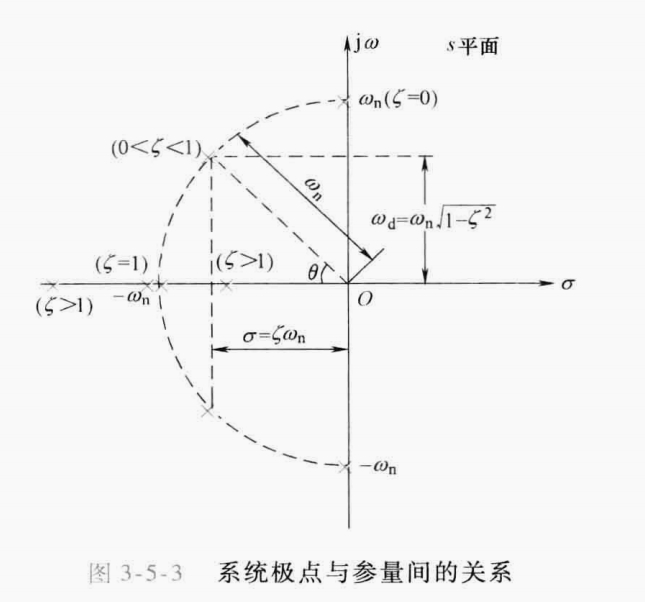 jω
s平面
ωn(ζ=0)
(0<ζ<1)
ωn
ωd=ωn√1−ζ²
(ζ=1)
(ζ>1)
θ
(ζ>1)
−ωn
O
σ
σ=ζωn
−ωn
图 3-5-3 系统极点与参量间的关系